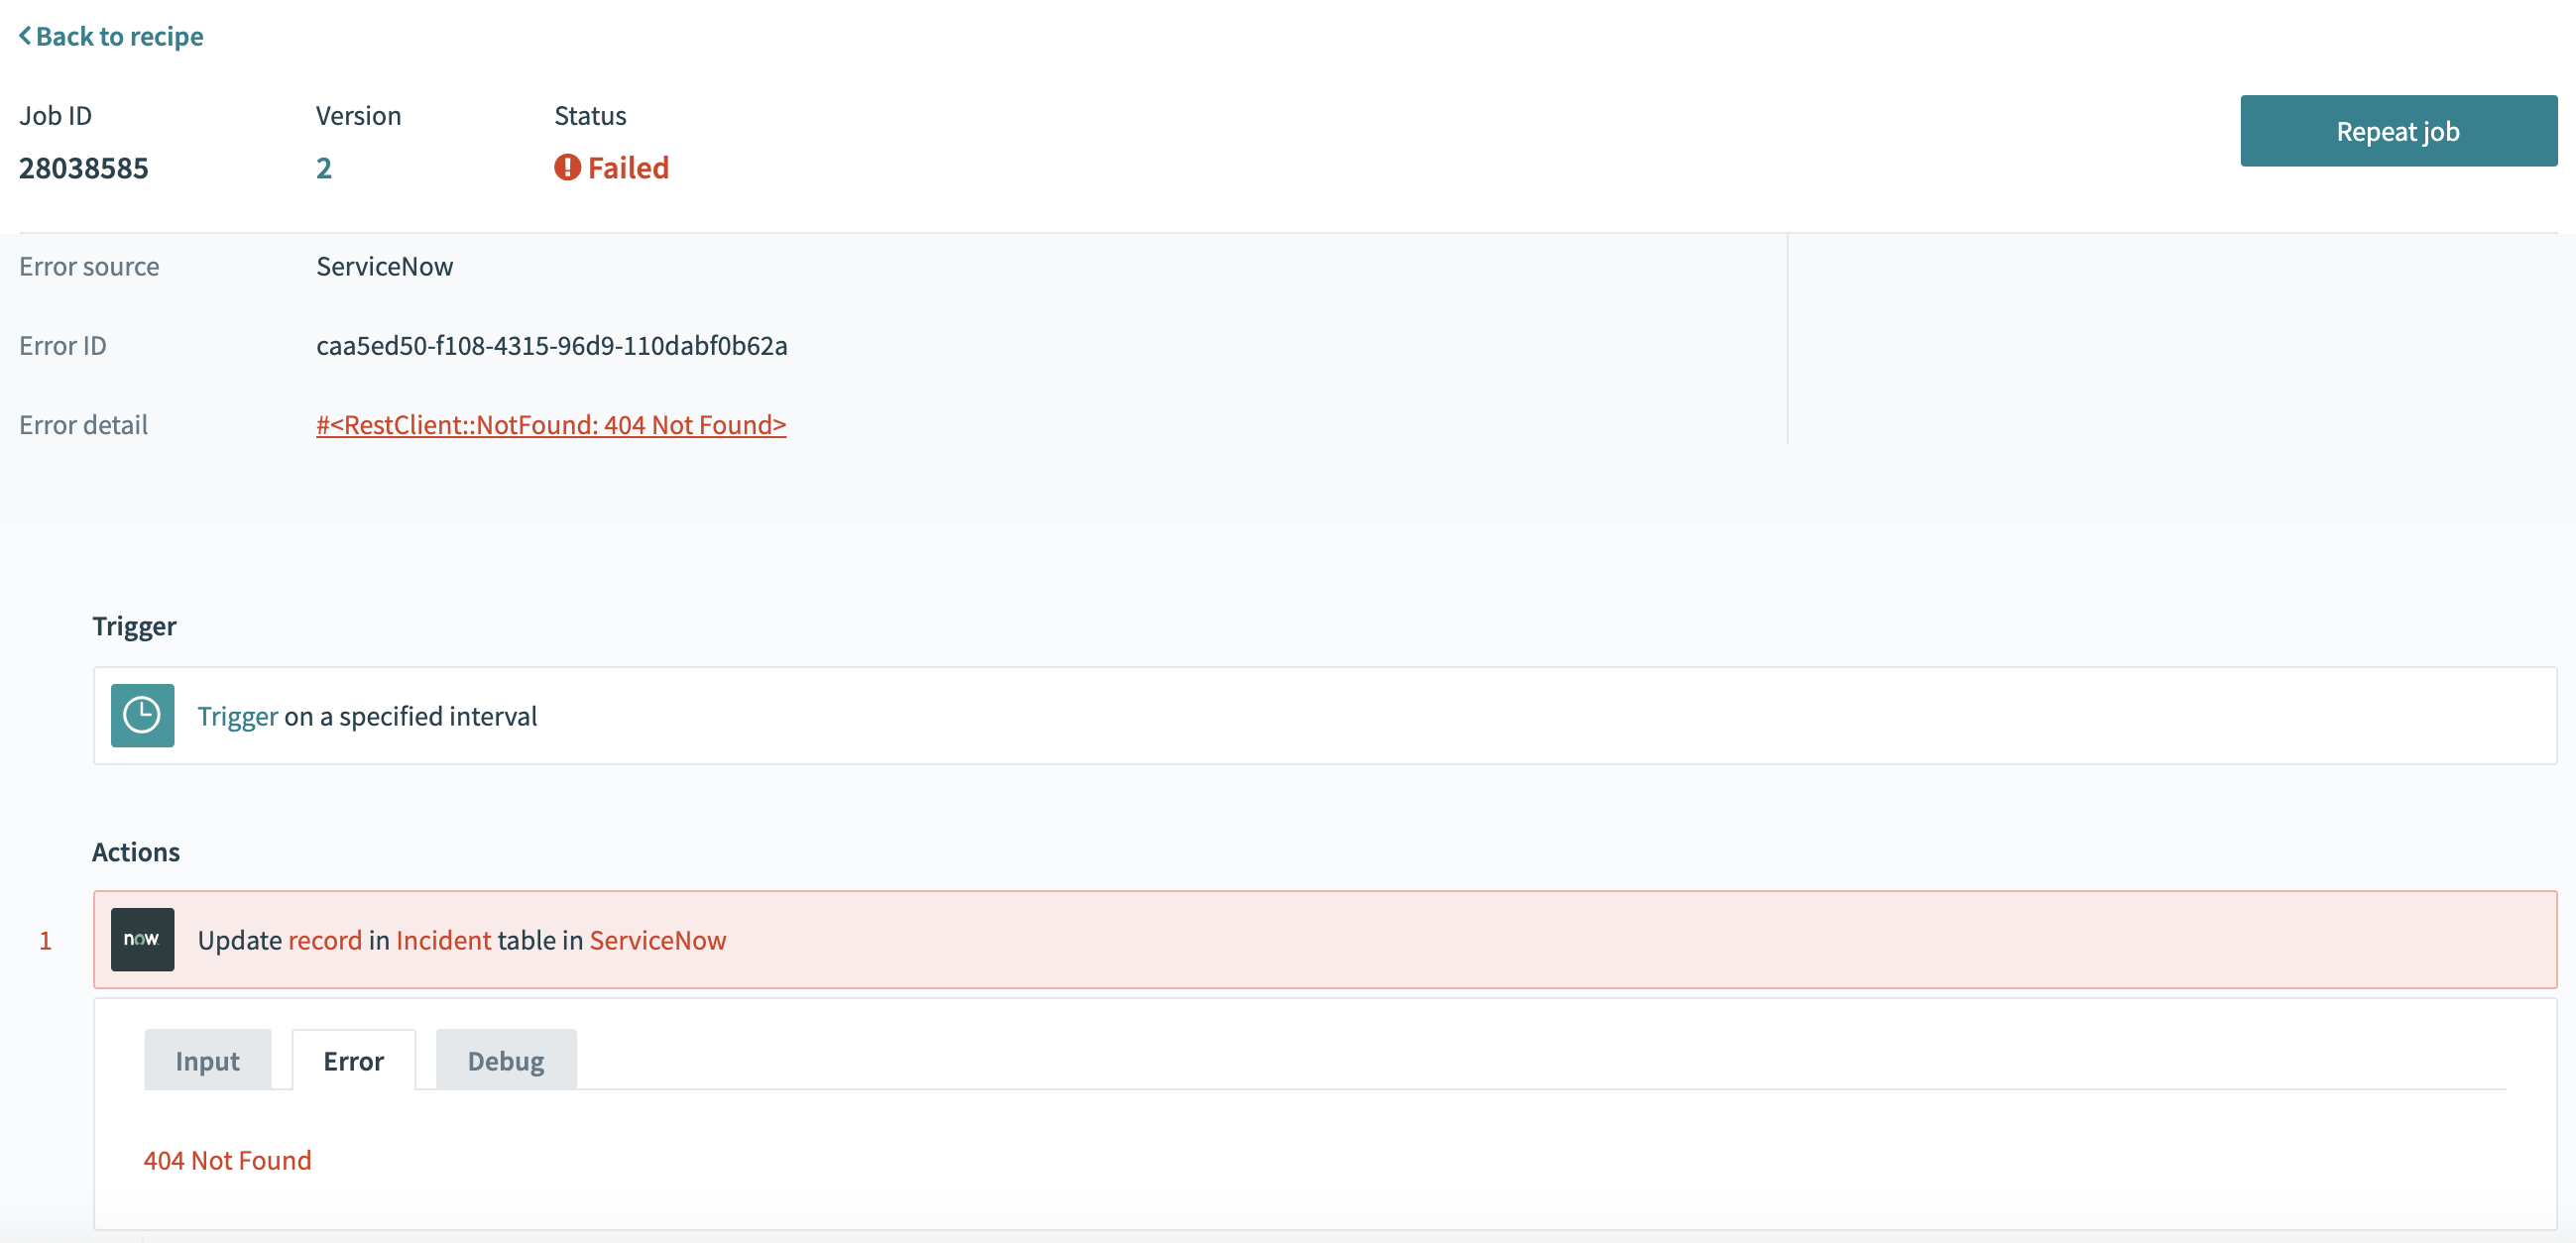 Back to recipe
Job ID Version Status
28038585 2 Failed
Repeat job
Error source ServiceNow
Error ID caa5ed50-f108-4315-96d9-110dabf0b62a
Error detail #<RestClient::NotFound: 404 Not Found>
Trigger
Trigger on a specified interval
Actions
1 now Update record in Incident table in ServiceNow
Input Error Debug
404 Not Found